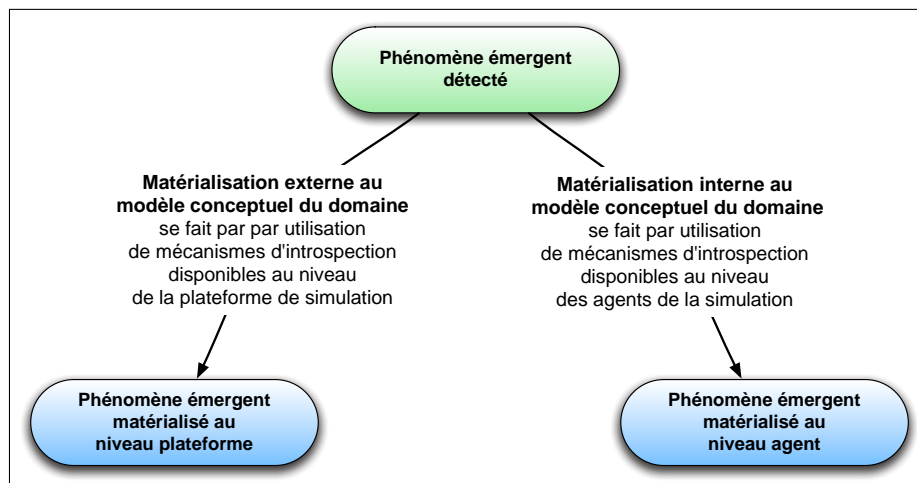 Phénomène émergent
détecté
Matérialisation externe au
modèle conceptuel du domaine
se fait par par utilisation
de mécanismes d'introspection
disponibles au niveau
de la plateforme de simulation
Matérialisation interne au
modèle conceptuel du domaine
se fait par utilisation
de mécanismes d'introspection
disponibles au niveau
des agents de la simulation
Phénomène émergent
matérialisé au
niveau plateforme
Phénomène émergent
matérialisé au
niveau agent